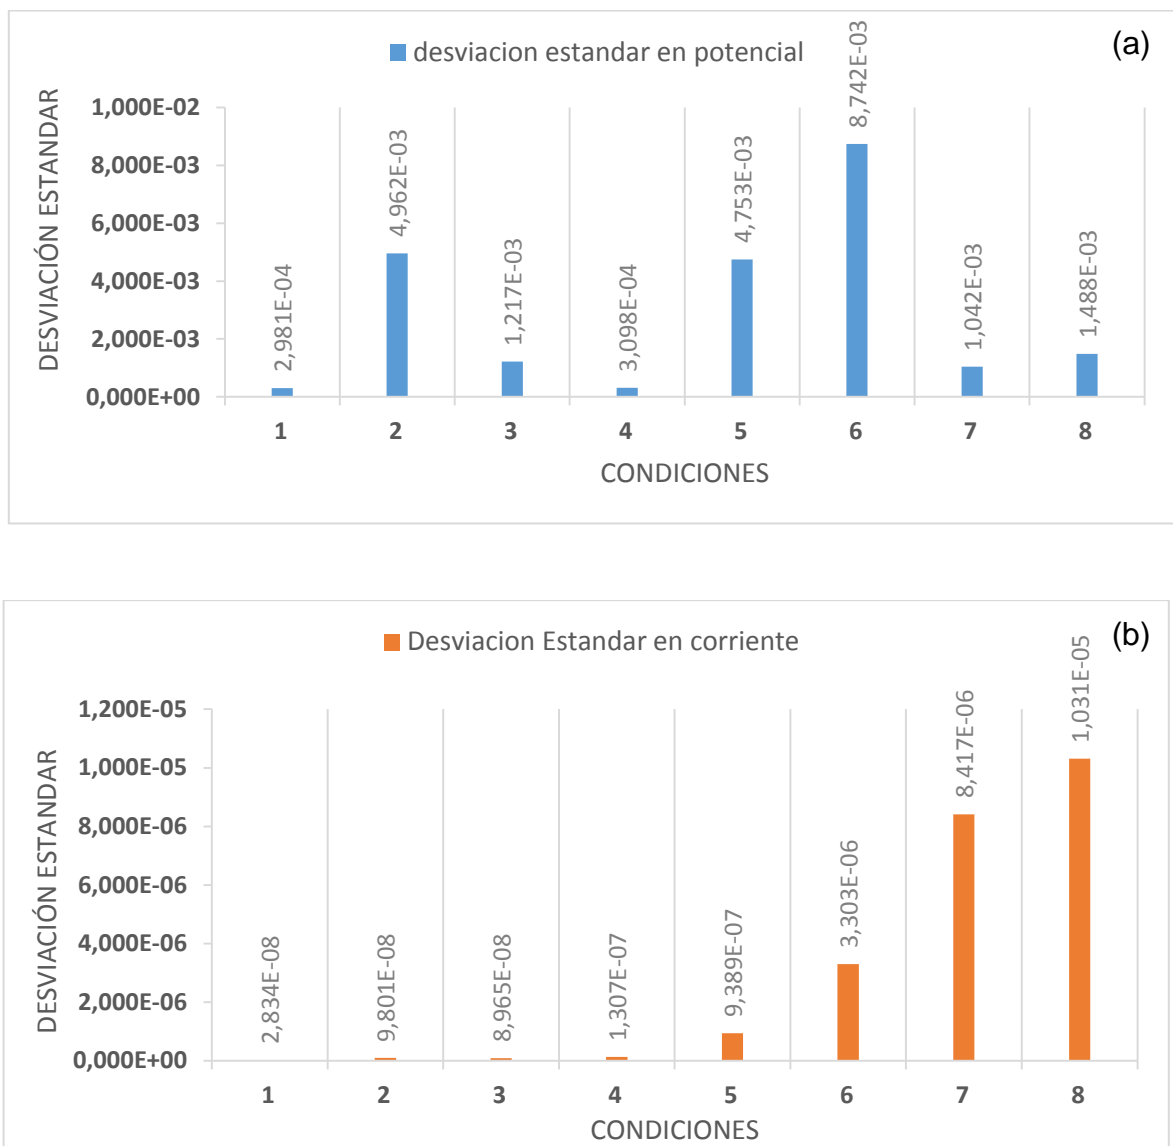 (a)
desviacion estandar en potencial
DESVIACIÓN ESTANDAR
1,000E-02
8,000E-03
6,000E-03
4,000E-03
2,000E-03
0,000E+00
2,981E-04
4,962E-03
1,217E-03
3,098E-04
4,753E-03
8,742E-03
1,042E-03
1,488E-03
1 2 3 4 5 6 7 8
CONDICIONES
(b)
Desviacion Estandar en corriente
DESVIACIÓN ESTANDAR
1,200E-05
1,000E-05
8,000E-06
6,000E-06
4,000E-06
2,000E-06
0,000E+00
2,834E-08
9,801E-08
8,965E-08
1,307E-07
9,389E-07
3,303E-06
8,417E-06
1,031E-05
1 2 3 4 5 6 7 8
CONDICIONES